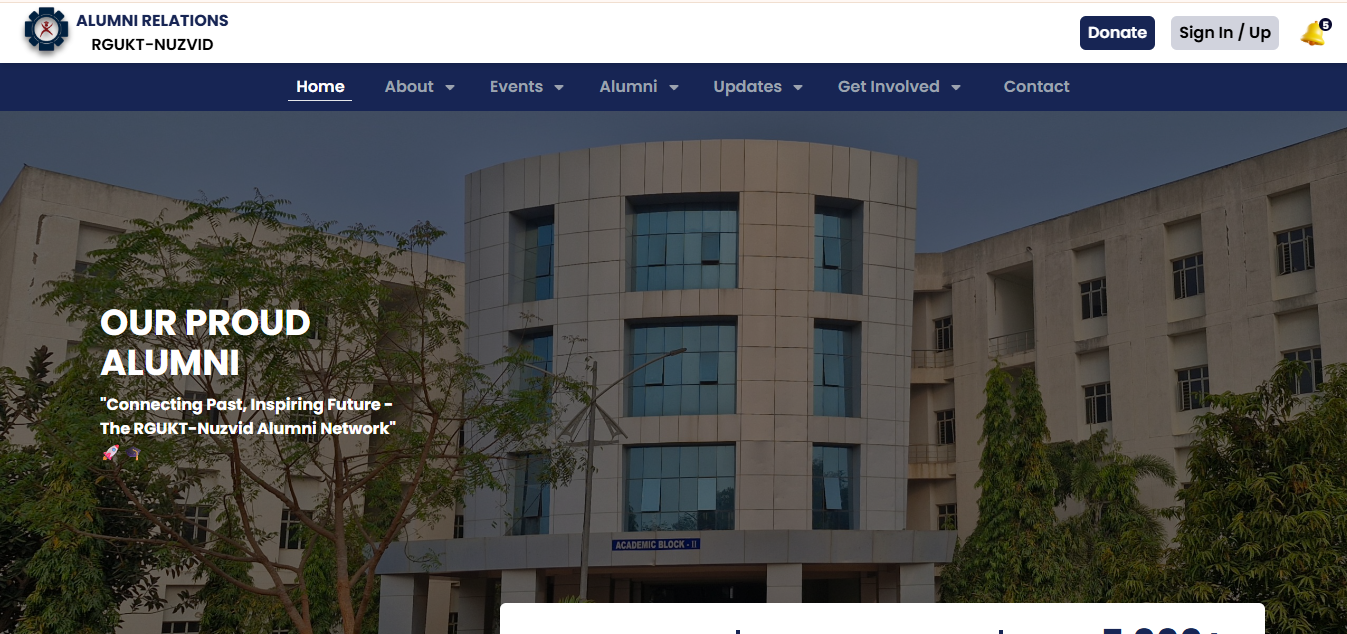 ALUMNI RELATIONS
RGUKT-NUZVID
Donate
Sign In / Up
5
Home
About
Events
Alumni
Updates
Get Involved
Contact
OUR PROUD
ALUMNI
"Connecting Past, Inspiring Future -
The RGUKT-Nuzvid Alumni Network"
🚀 🎓
ACADEMIC BLOCK - II